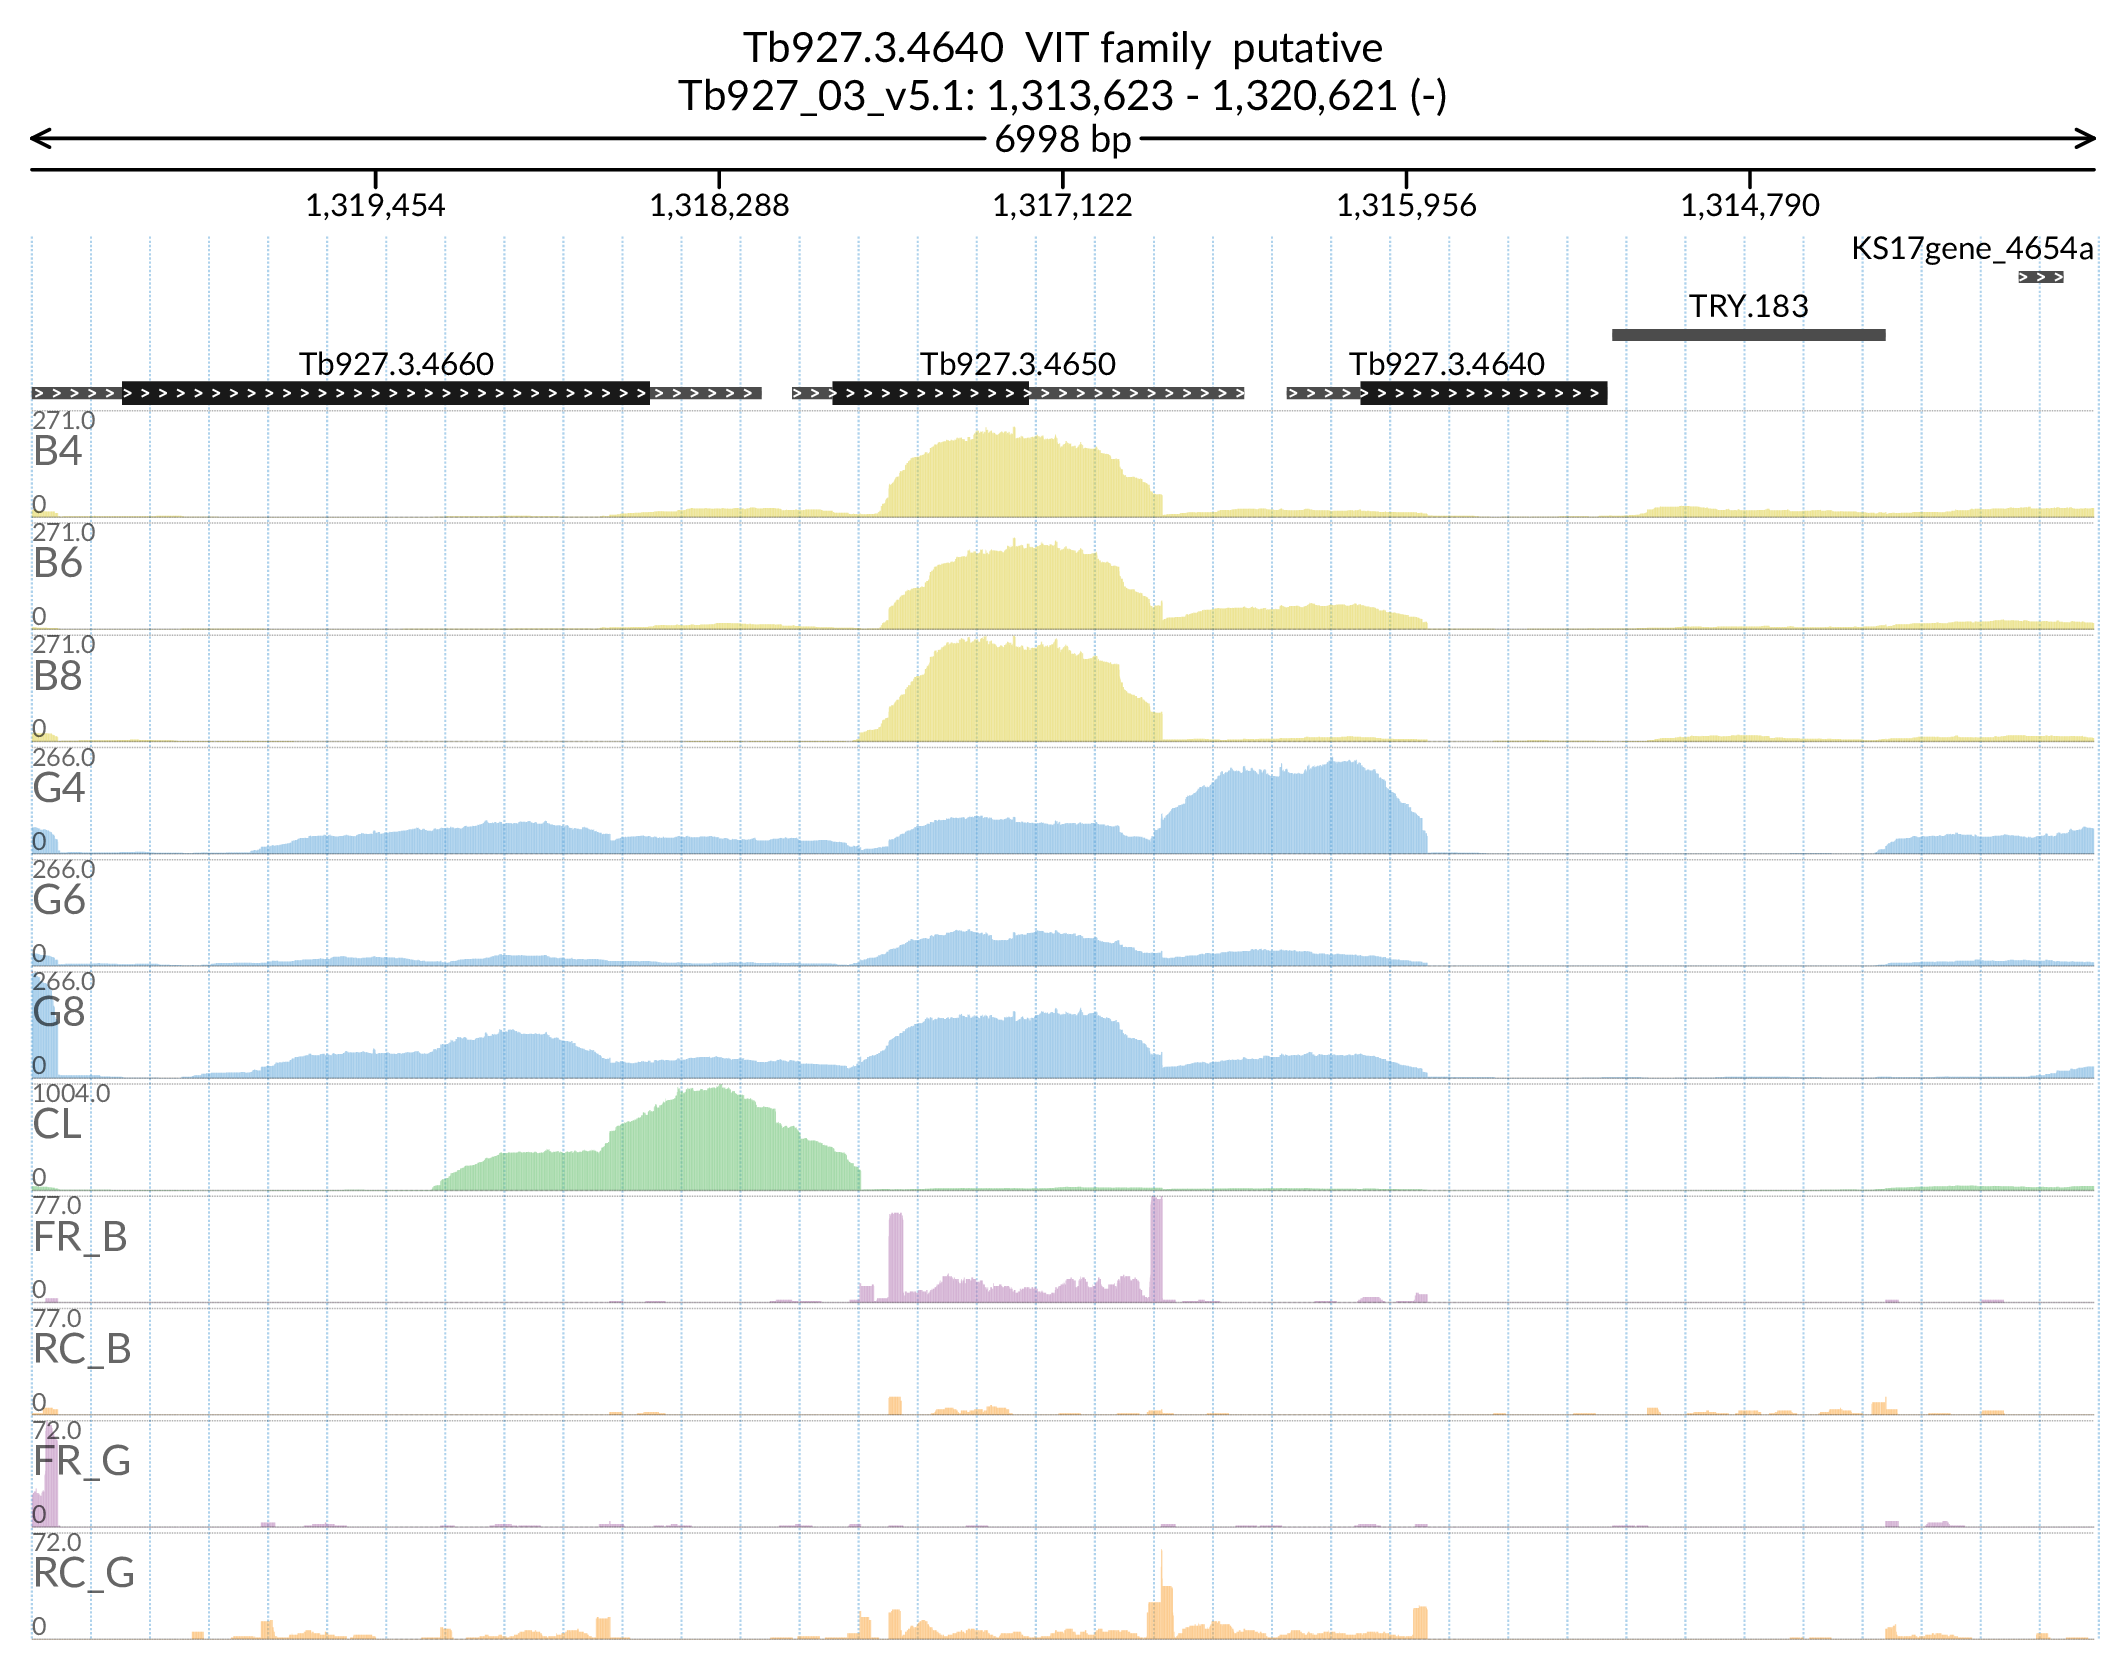 Tb927.3.4640  VIT family  putative
Tb927_03_v5.1: 1,313,623 - 1,320,621 (-)
6998 bp
1,319,454 1,318,288 1,317,122 1,315,956 1,314,790
KS17gene_4654a
TRY.183
Tb927.3.4660 Tb927.3.4650 Tb927.3.4640
271.0
B4
0
271.0
B6
0
271.0
B8
0
266.0
G4
0
266.0
G6
0
266.0
G8
0
1004.0
CL
0
77.0
FR_B
0
77.0
RC_B
0
72.0
FR_G
0
72.0
RC_G
0